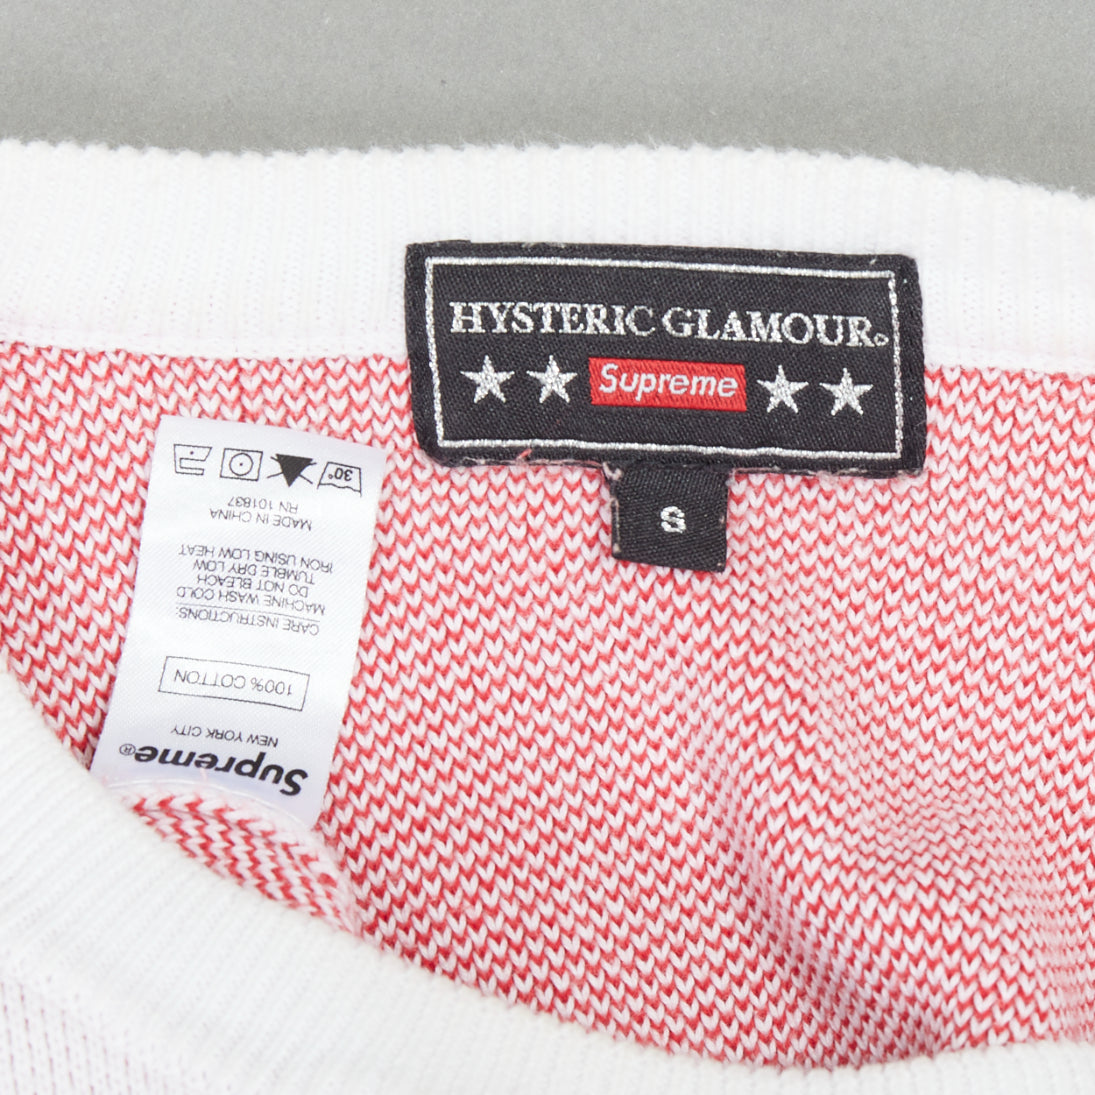 HYSTERIC GLAMOUR
Supreme
S
Supreme®
NEW YORK CITY
100% COTTON
CARE INSTRUCTIONS:
MACHINE WASH COLD
DO NOT BLEACH
TUMBLE DRY LOW
IRON USING LOW HEAT
MADE IN CHINA
RN 101837
30°